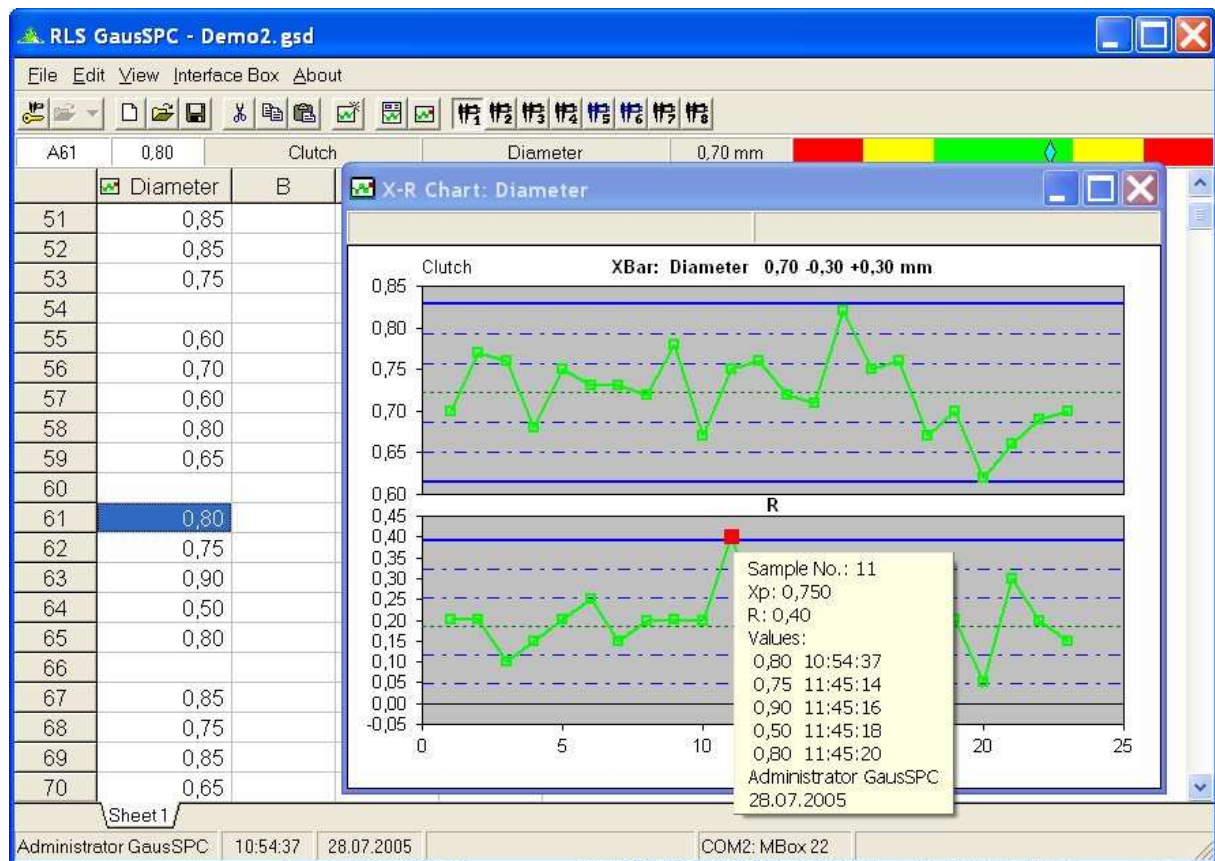 RLS GausSPC - Demo2.gsd
File Edit View Interface Box About
A61 0,80 Clutch Diameter 0,70 mm
Diameter B
51 0,85
52 0,85
53 0,75
54
55 0,60
56 0,70
57 0,60
58 0,80
59 0,65
60
61 0,80
62 0,75
63 0,90
64 0,50
65 0,80
66
67 0,85
68 0,75
69 0,85
70 0,65
Sheet1
X-R Chart: Diameter
Clutch XBar: Diameter 0,70 -0,30 +0,30 mm
0,85
0,80
0,75
0,70
0,65
0,60
R
0,45
0,40
0,35
0,30
0,25
0,20
0,15
0,10
0,05
0,00
-0,05
0 5 10 20 25
Sample No.: 11
Xp: 0,750
R: 0,40
Values:
0,80 10:54:37
0,75 11:45:14
0,90 11:45:16
0,50 11:45:18
0,80 11:45:20
Administrator GausSPC
28.07.2005
Administrator GausSPC 10:54:37 28.07.2005 COM2: MBox 22